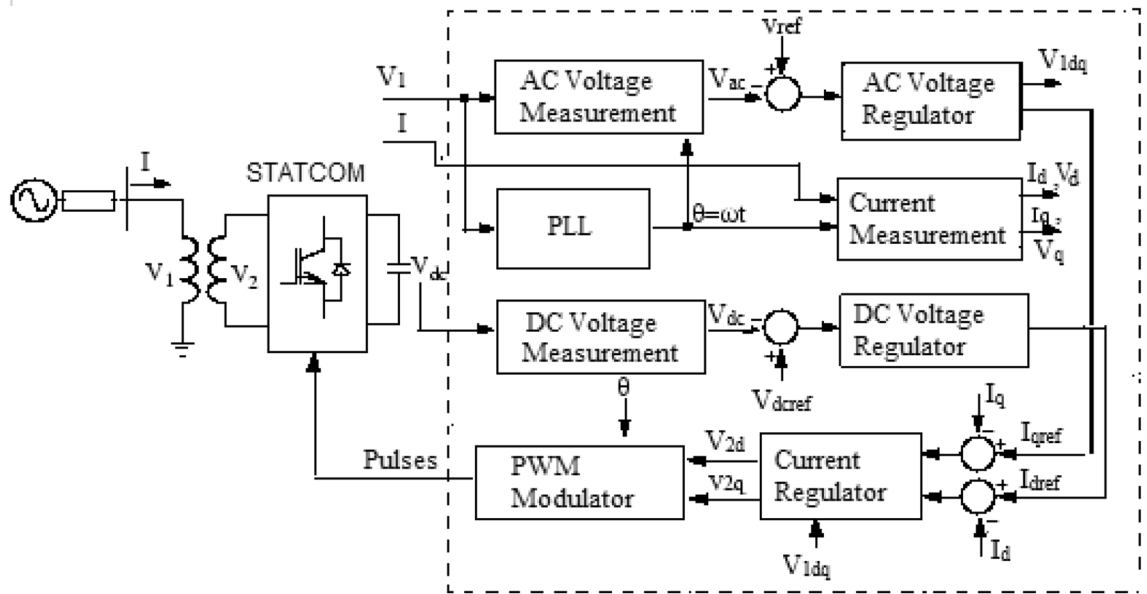 vref
V1
AC Voltage
Measurement
Vac
−
+
AC Voltage
Regulator
V1dq
I
I
STATCOM
PLL
θ=ωt
Current
Measurement
Id , Vd
Iq ,
Vq
V1
V2
Vdc
DC Voltage
Measurement
Vdc
−
+
Vdcref
DC Voltage
Regulator
θ
Iq
−
+
Iqref
Pulses
PWM
Modulator
V2d
v2q
Current
Regulator
+
Idref
−
Id
V1dq